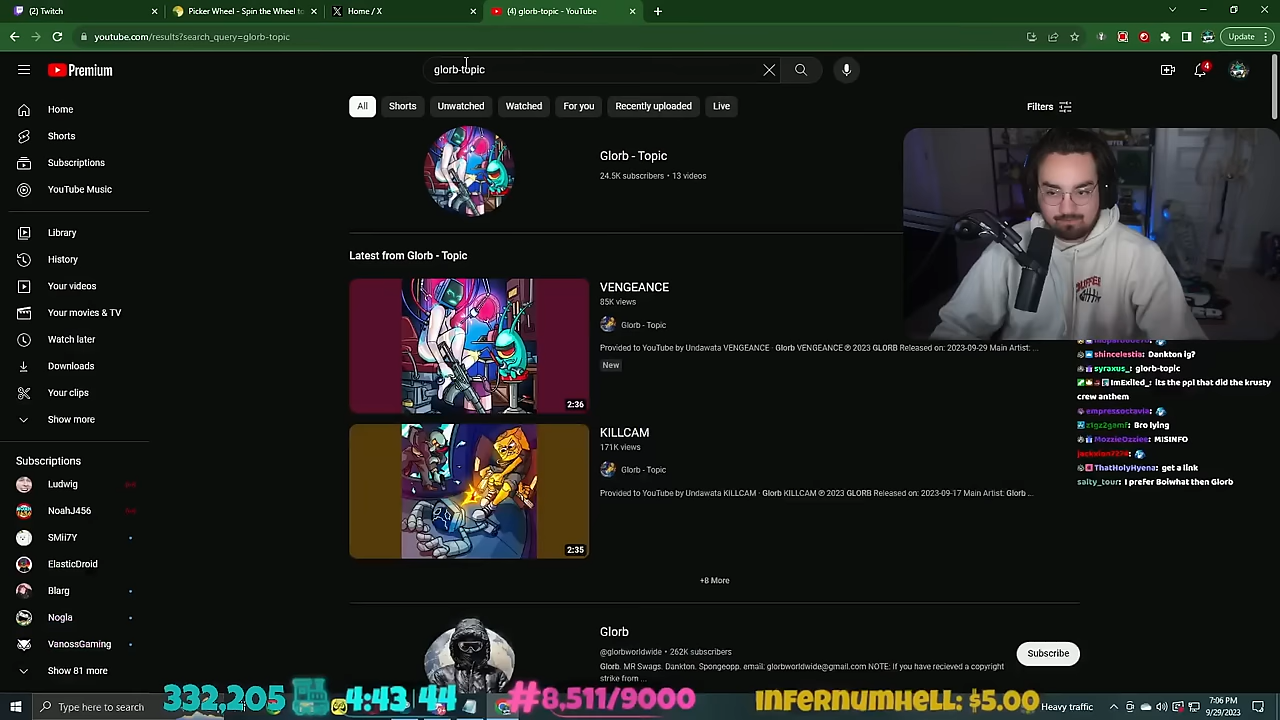 (2) Twitch
Picker Wheel - Spin the Wheel to
Home / X
(4) glorb-topic - YouTube
youtube.com/results?search_query=glorb-topic
Update
Premium
glorb-topic
4
All
Shorts
Unwatched
Watched
For you
Recently uploaded
Live
Filters
Home
Shorts
Subscriptions
YouTube Music
Library
History
Your videos
Your movies & TV
Watch later
Downloads
Your clips
Show more
Subscriptions
Ludwig
NoahJ456
SMii7Y
ElasticDroid
Blarg
Nogla
VanossGaming
Show 81 more
Glorb - Topic
24.5K subscribers • 13 videos
Latest from Glorb - Topic
VENGEANCE
85K views
Glorb - Topic
Provided to YouTube by Undawata VENGEANCE · Glorb VENGEANCE ℗ 2023 GLORB Released on: 2023-09-29 Main Artist: ...
New
2:36
KILLCAM
171K views
Glorb - Topic
Provided to YouTube by Undawata KILLCAM · Glorb KILLCAM ℗ 2023 GLORB Released on: 2023-09-17 Main Artist: Glorb ...
2:35
+8 More
Glorb
@glorbworldwide • 262K subscribers
Glorb. MR Swags. Dankton. Spongeopp. email: glorbworldwide@gmail.com NOTE: If you have recieved a copyright
strike from ...
Subscribe
shincelestia: Dankton ig?
syraxus_: glorb-topic
ImExiled_: its the ppl that did the krusty
crew anthem
empressoctavia:
z1gz2gamf: Bro lying
MozzieOzziee: MISINFO
jackvion7226:
ThatHolyHyena: get a link
salty_tour: I prefer Boiwhat then Glorb
332,205
4:43 44
#8,511/9000
INFERNUMHELL: $5.00
Type here to search
Heavy traffic
7:06 PM
9/29/2023